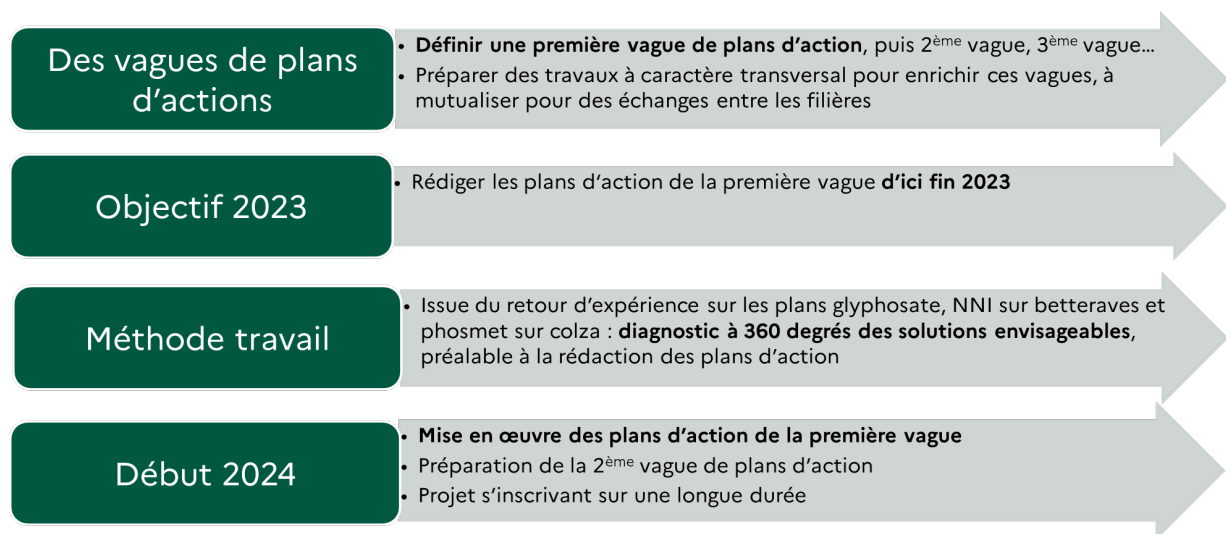 Des vagues de plans
d’actions
• Définir une première vague de plans d’action, puis 2ème vague, 3ème vague…
• Préparer des travaux à caractère transversal pour enrichir ces vagues, à
mutualiser pour des échanges entre les filières
Objectif 2023
• Rédiger les plans d’action de la première vague d’ici fin 2023
Méthode travail
• Issue du retour d’expérience sur les plans glyphosate, NNI sur betteraves et
phosmet sur colza : diagnostic à 360 degrés des solutions envisageables,
préalable à la rédaction des plans d’action
Début 2024
• Mise en œuvre des plans d’action de la première vague
• Préparation de la 2ème vague de plans d’action
• Projet s’inscrivant sur une longue durée